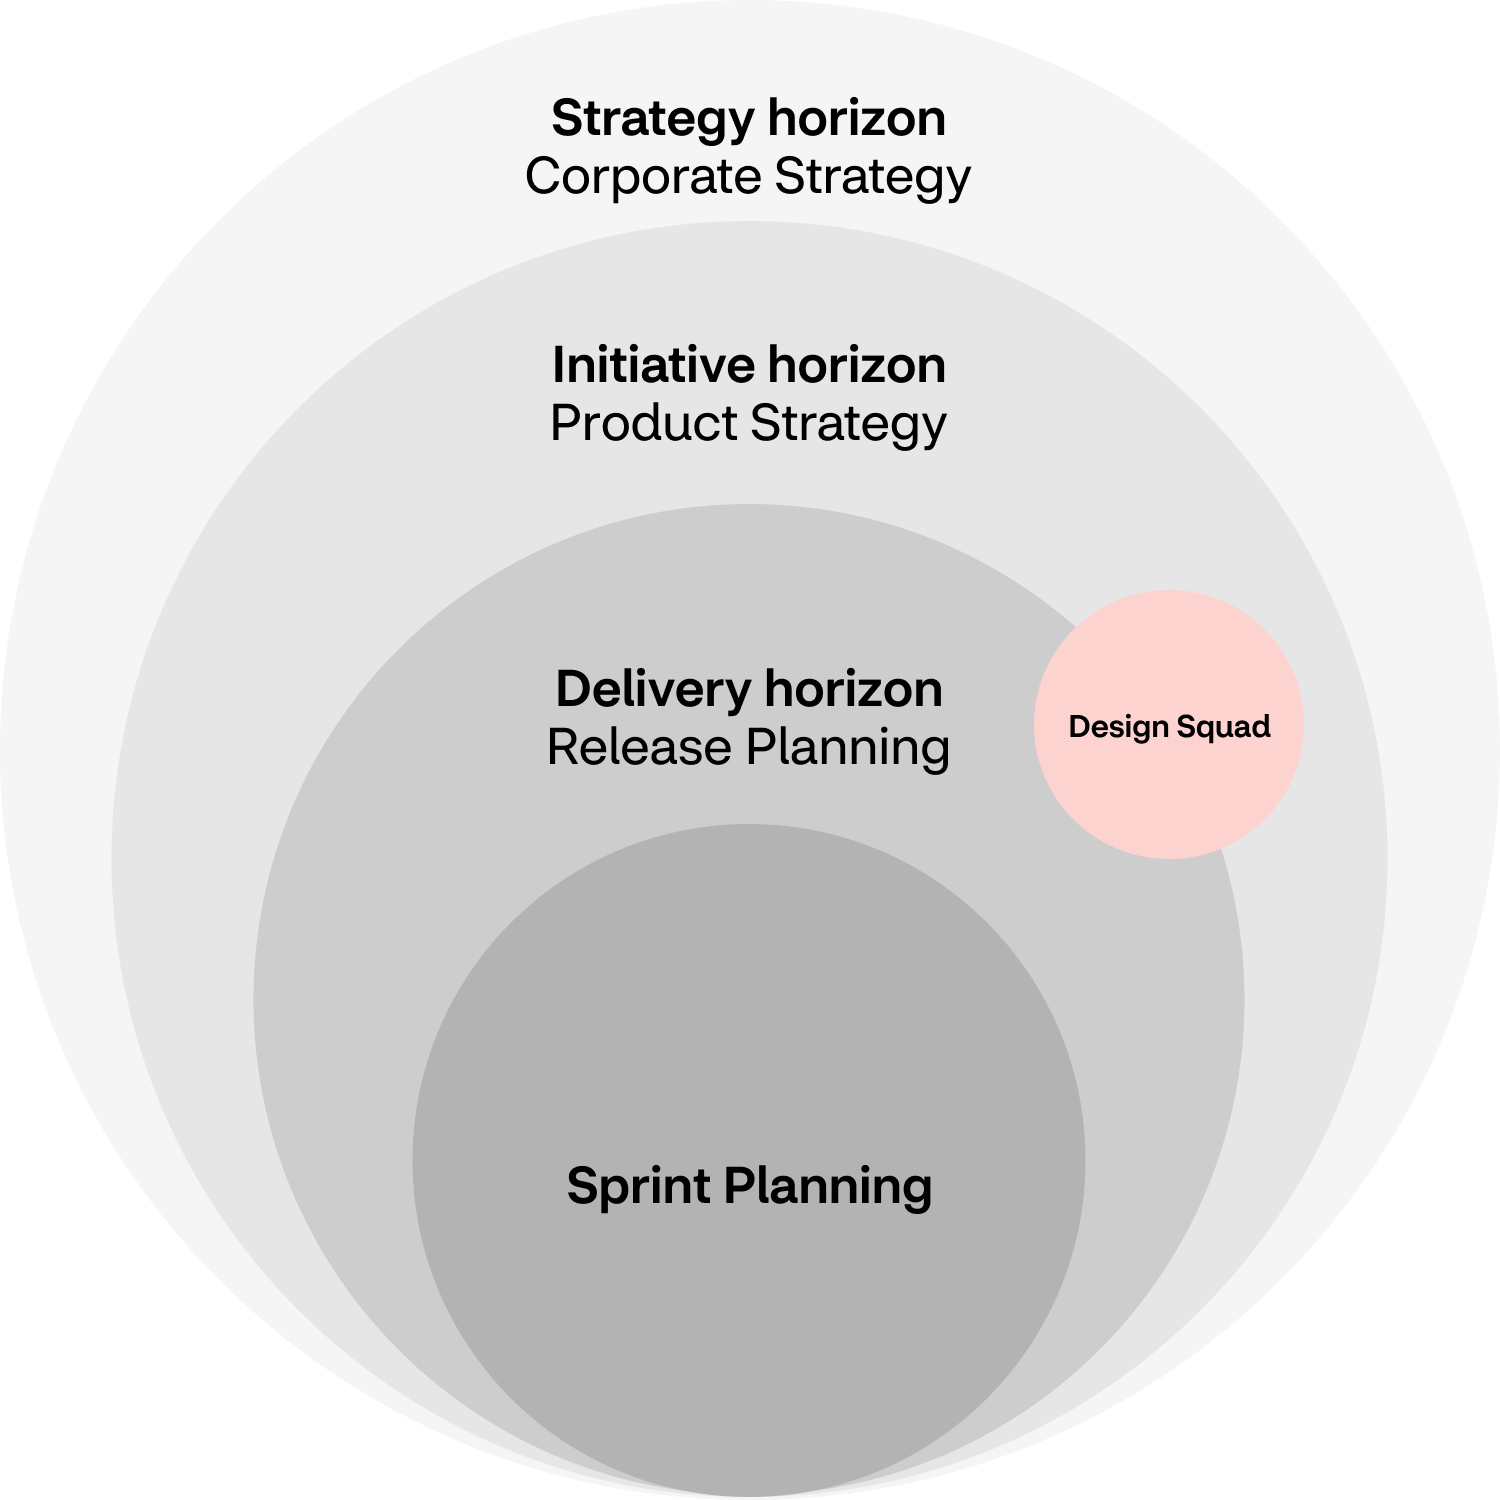 Strategy horizon
Corporate Strategy
Initiative horizon
Product Strategy
Delivery horizon
Release Planning
Design Squad
Sprint Planning